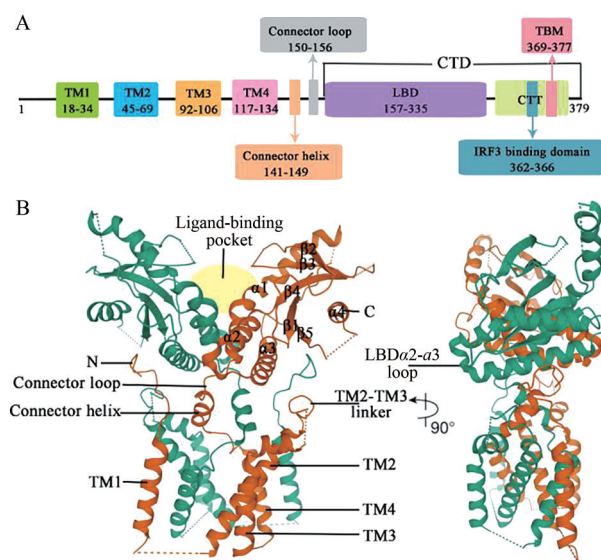 A
Connector loop
150-156
TBM
369-377
CTD
TM1
18-34
TM2
45-69
TM3
92-106
TM4
117-134
LBD
157-335
CTT
1
379
Connector helix
141-149
IRF3 binding domain
362-366
B
Ligand-binding
pocket
β2
β3
α1
β4
α2
β1
β5
α4
C
α3
N
Connector loop
Connector helix
TM2-TM3
linker
LBDα2-α3
loop
90°
TM1
TM2
TM4
TM3